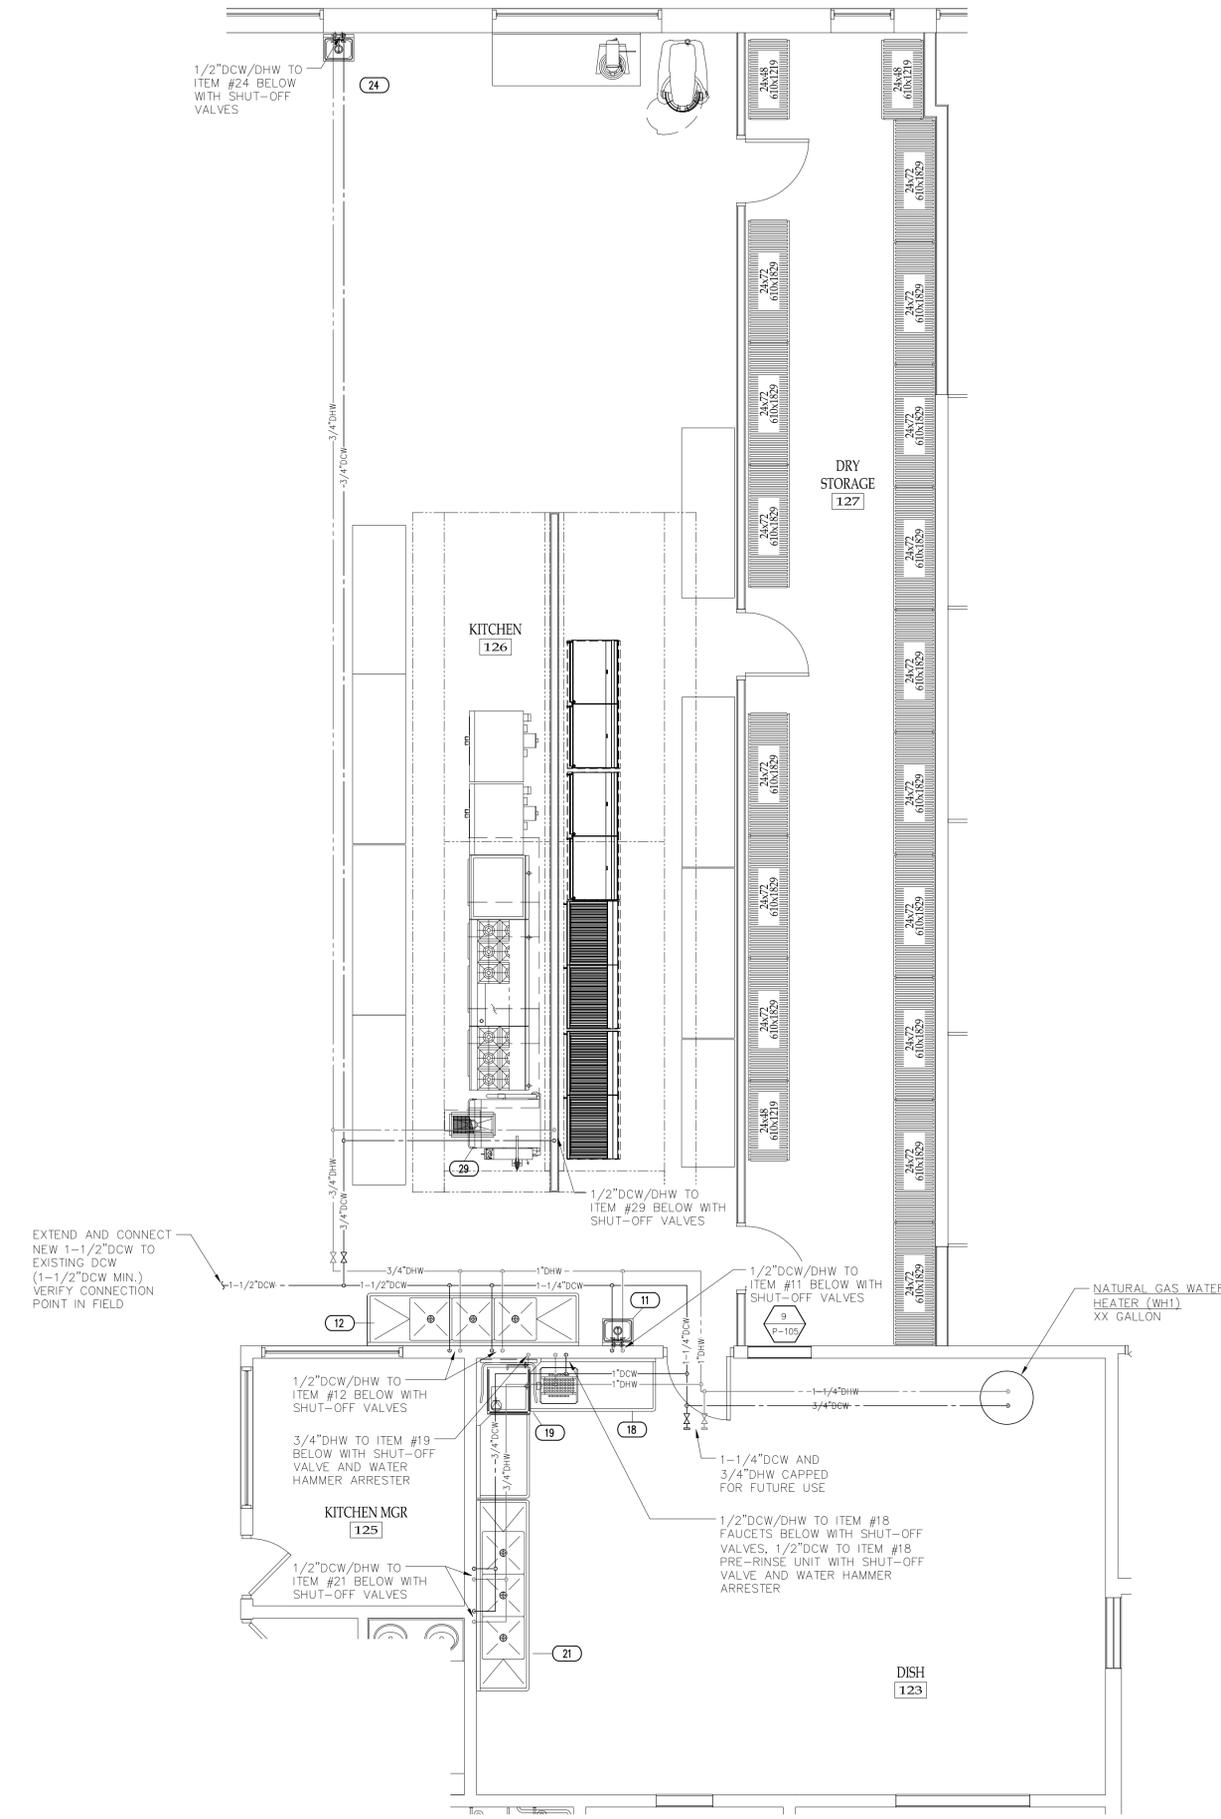 1/2"DCW/DHW TO
ITEM #24 BELOW
WITH SHUT-OFF
VALVES
24
24x48
610x1219
24x48
610x1219
24x72
610x1829
24x72
610x1829
24x72
610x1829
24x72
610x1829
3/4"DHW
3/4"DCW
24x72
610x1829
DRY
STORAGE
127
24x72
610x1829
24x72
610x1829
KITCHEN
126
24x72
610x1829
24x72
610x1829
24x72
610x1829
24x72
610x1829
24x72
610x1829
24x72
610x1829
24x72
610x1829
24x48
610x1219
24x72
610x1829
29
3/4"DHW
3/4"DCW
1/2"DCW/DHW TO
ITEM #29 BELOW WITH
SHUT-OFF VALVES
EXTEND AND CONNECT
NEW 1-1/2"DCW TO
EXISTING DCW
(1-1/2"DCW MIN.)
VERIFY CONNECTION
POINT IN FIELD
3/4"DHW
1"DHW
1-1/2"DCW
1-1/2"DCW
1-1/4"DCW
1/2"DCW/DHW TO
ITEM #11 BELOW WITH
SHUT-OFF VALVES
24x72
610x1829
NATURAL GAS WATER
HEATER (WH1)
XX GALLON
11
12
9
P-105
1-1/4"DCW
1"DHW
1/2"DCW/DHW TO
ITEM #12 BELOW WITH
SHUT-OFF VALVES
1"DCW
1"DHW
1-1/4"DHW
3/4"DCW
19
18
3/4"DHW TO ITEM #19
BELOW WITH SHUT-OFF
VALVE AND WATER
HAMMER ARRESTER
3/4"DCW
3/4"DHW
1-1/4"DCW AND
3/4"DHW CAPPED
FOR FUTURE USE
KITCHEN MGR
125
1/2"DCW/DHW TO ITEM #18
FAUCETS BELOW WITH SHUT-OFF
VALVES, 1/2"DCW TO ITEM #18
PRE-RINSE UNIT WITH SHUT-OFF
VALVE AND WATER HAMMER
ARRESTER
1/2"DCW/DHW TO
ITEM #21 BELOW WITH
SHUT-OFF VALVES
21
DISH
123